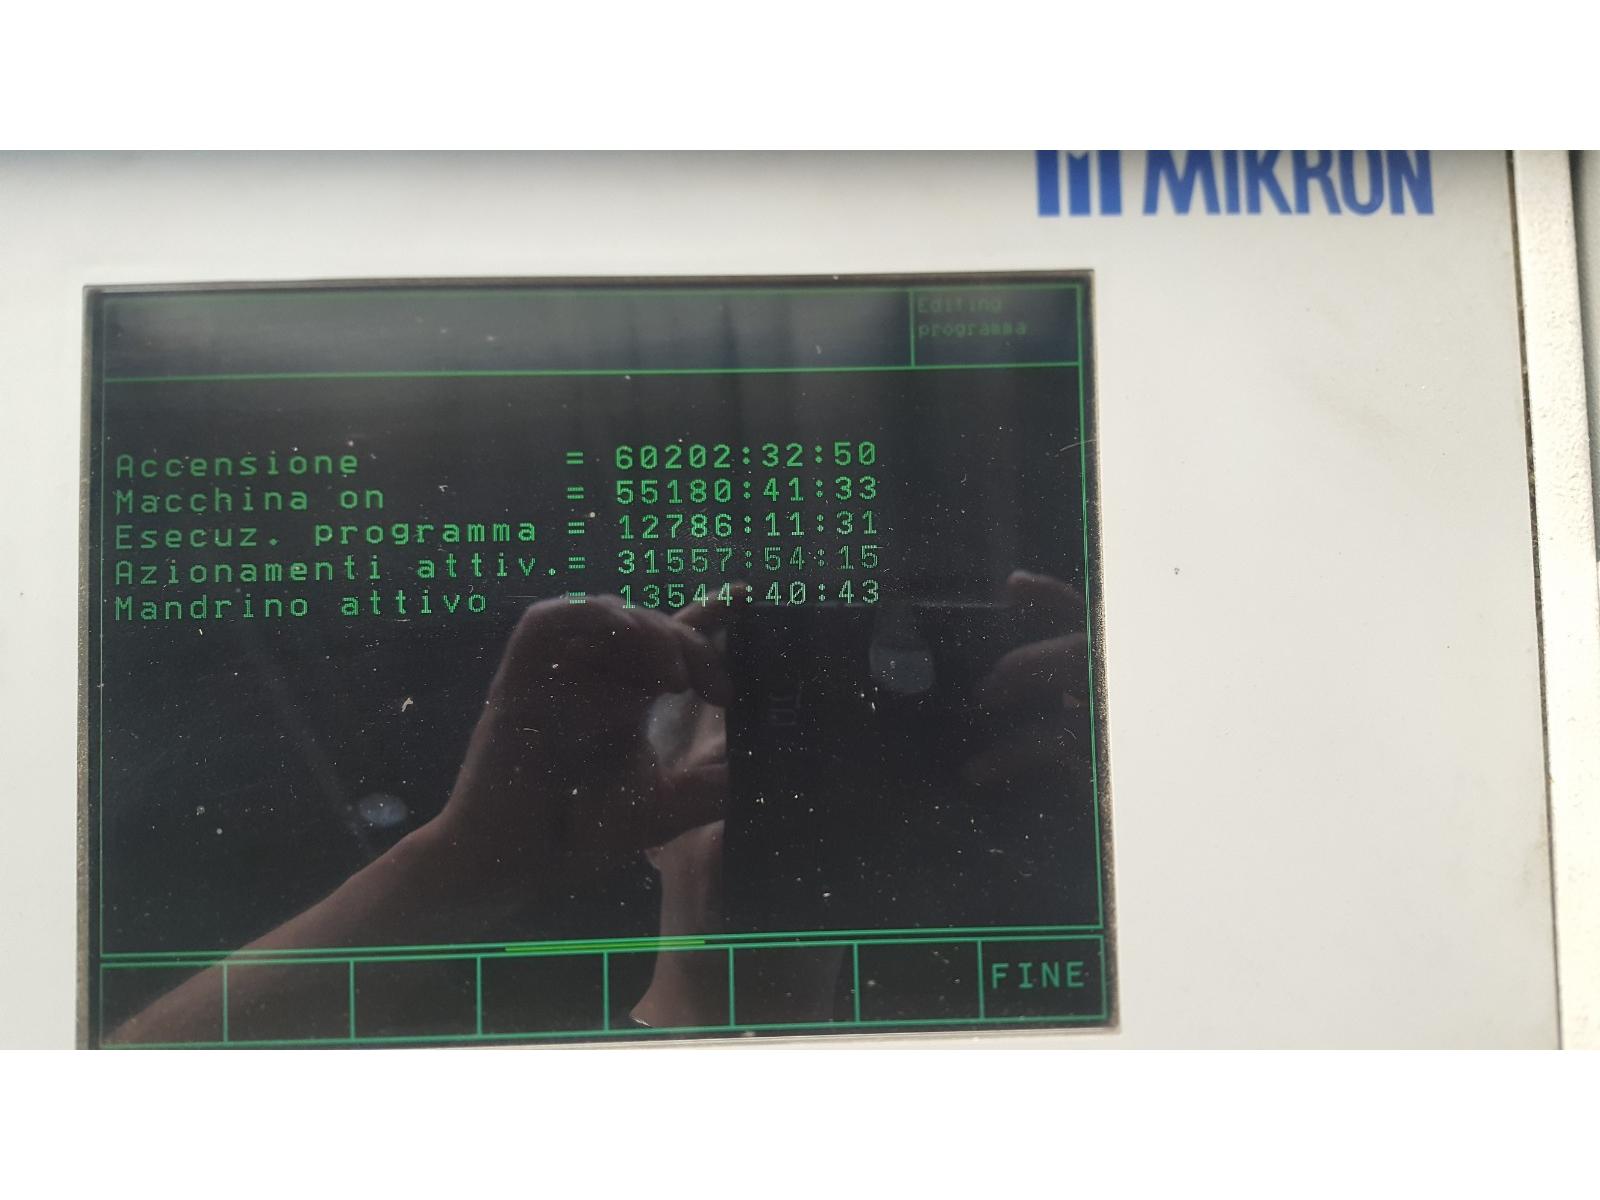 MIKRON
Editing
programma
Accensione = 60202:32:50
Macchina on = 55180:41:33
Esecuz. programma = 12786:11:31
Azionamenti attiv.= 31557:54:15
Mandrino attivo = 13544:40:43
FINE